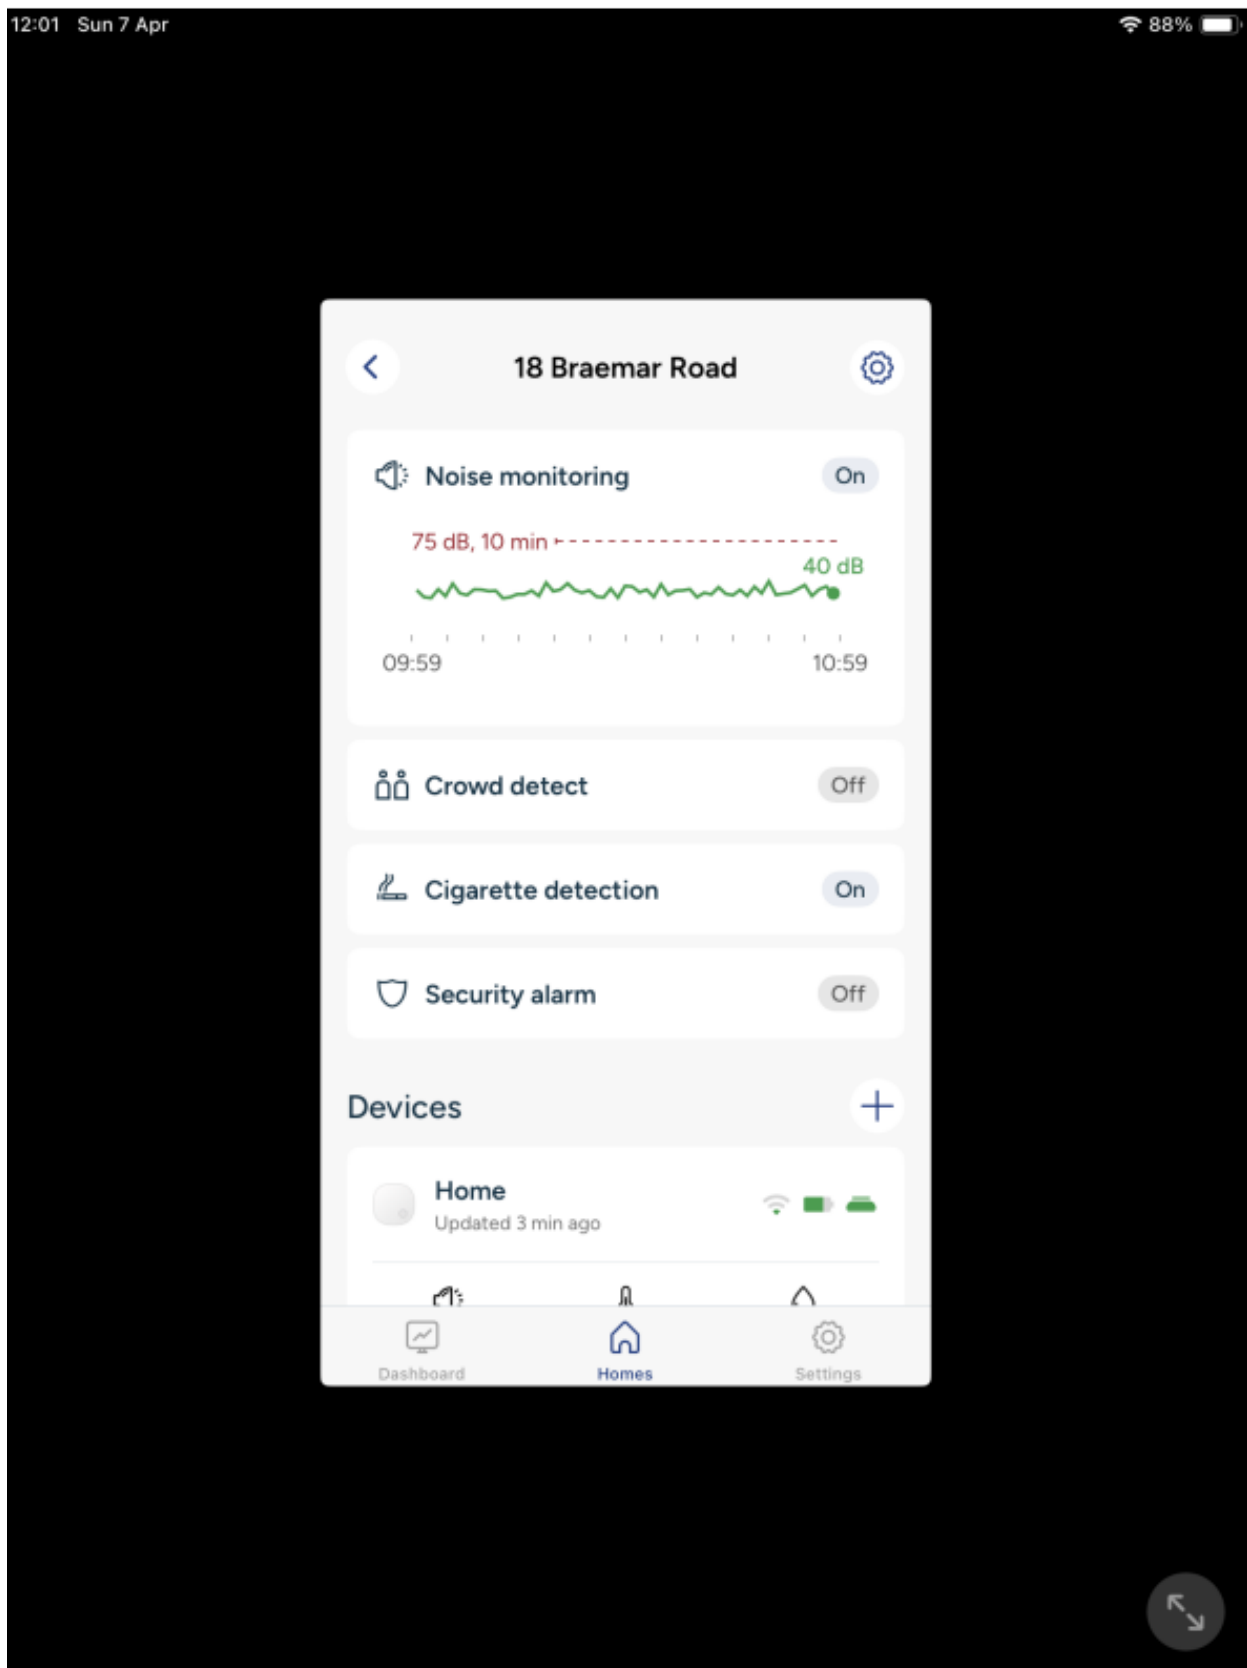 12:01 Sun 7 Apr 88%
18 Braemar Road
Noise monitoring On
75 dB, 10 min
40 dB
09:59 10:59
Crowd detect Off
Cigarette detection On
Security alarm Off
Devices
Home
Updated 3 min ago
Dashboard Homes Settings